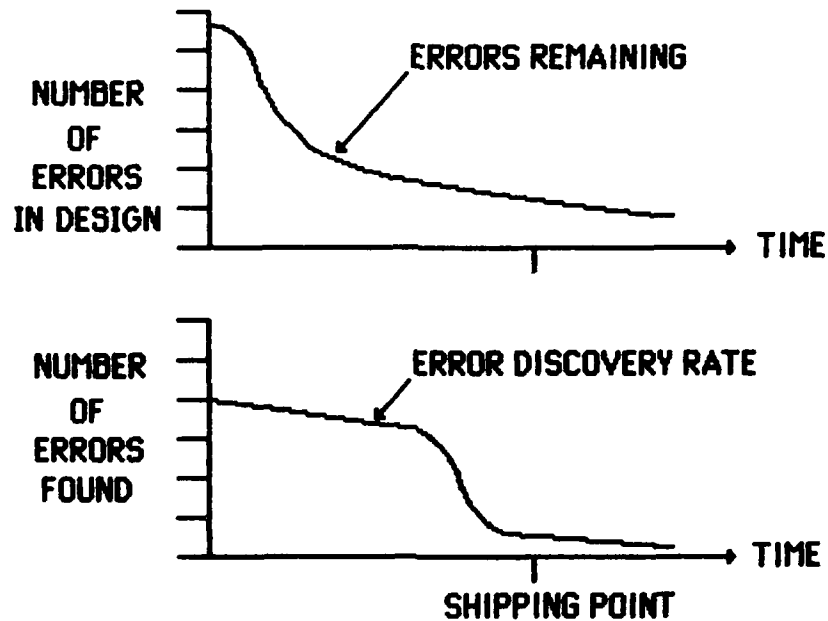 ERRORS REMAINING
NUMBER
OF
ERRORS
IN DESIGN
TIME
ERROR DISCOVERY RATE
NUMBER
OF
ERRORS
FOUND
TIME
SHIPPING POINT